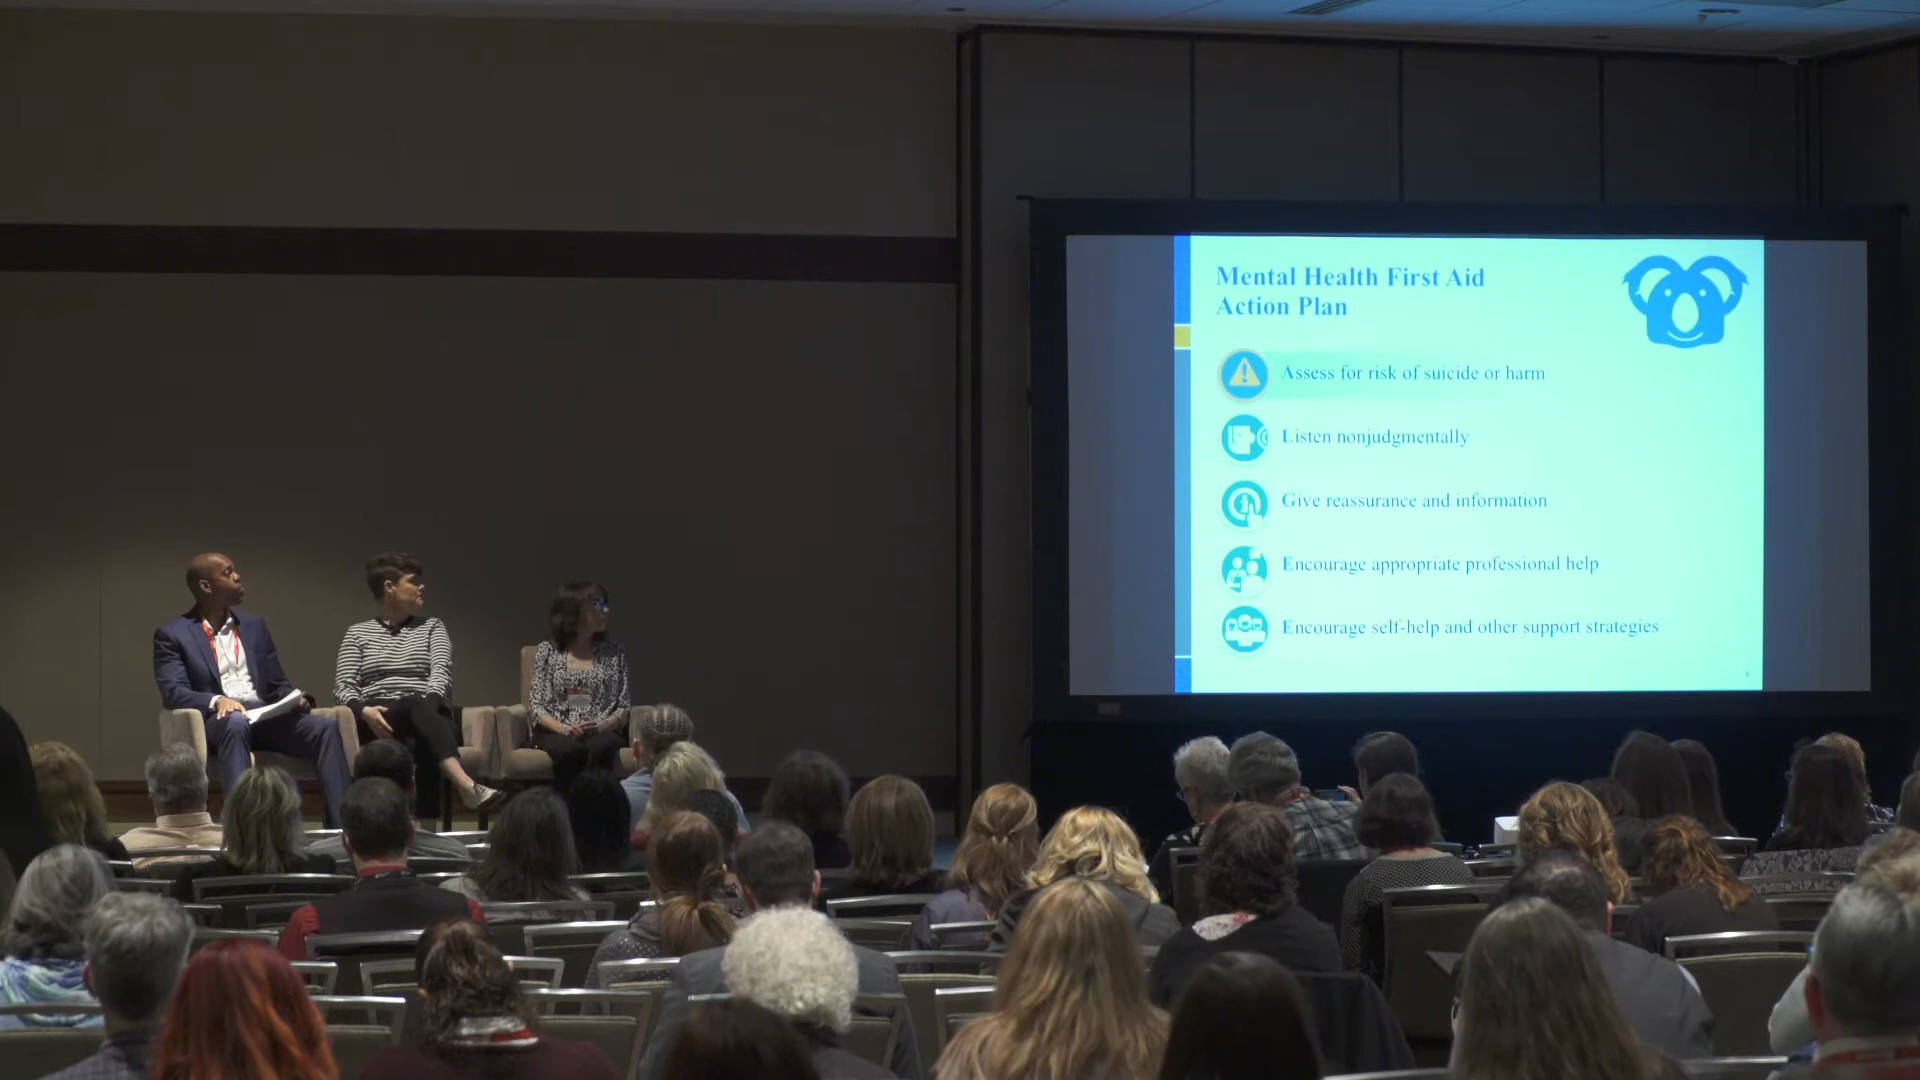 Mental Health First Aid
Action Plan
Assess for risk of suicide or harm
Listen nonjudgmentally
Give reassurance and information
Encourage appropriate professional help
Encourage self-help and other support strategies